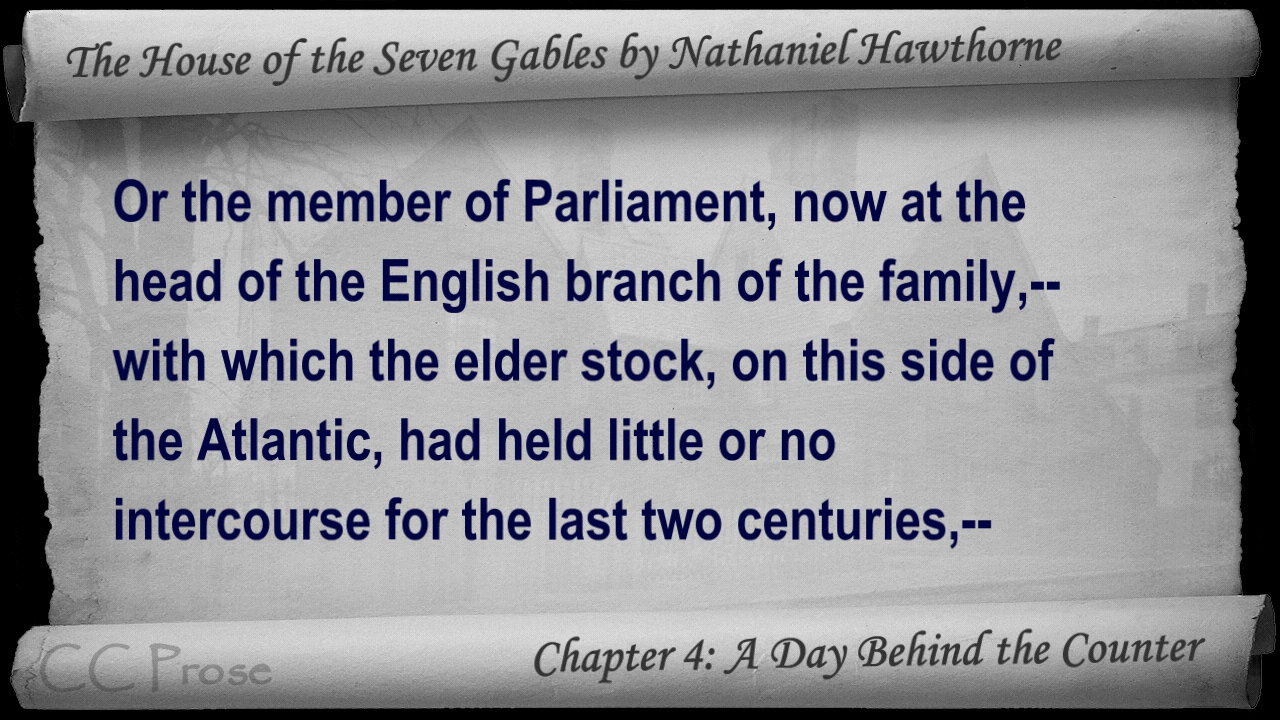 The House of the Seven Gables by Nathaniel Hawthorne
Or the member of Parliament, now at the
head of the English branch of the family,--
with which the elder stock, on this side of
the Atlantic, had held little or no
intercourse for the last two centuries,--
CC Prose
Chapter 4: A Day Behind the Counter